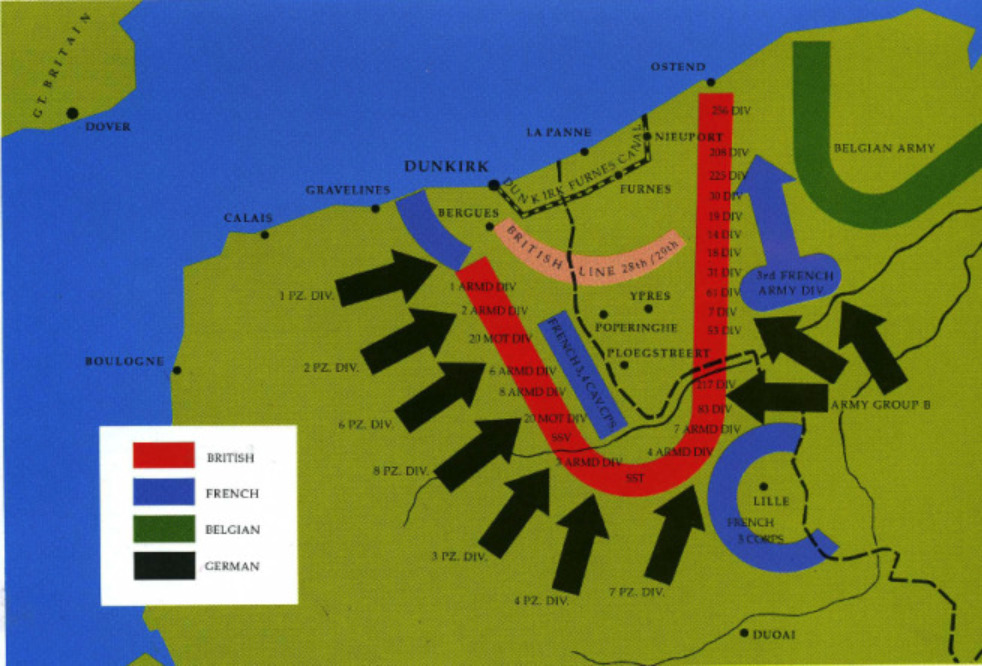 GT. BRITAIN
DOVER
OSTEND
LA PANNE
NIEUPORT
DUNKIRK
DUNKIRK FURNES CANAL
FURNES
GRAVELINES
CALAIS
BERGUES
BRITISH LINE 28th/29th
BELGIAN ARMY
256 DIV
208 DIV
225 DIV
30 DIV
19 DIV
14 DIV
18 DIV
31 DIV
61 DIV
7 DIV
53 DIV
3rd FRENCH
ARMY DIV.
1 PZ. DIV.
1 ARMD DIV
2 ARMD DIV
20 MOT DIV
6 ARMD DIV
8 ARMD DIV
20 MOT DIV
SSV
3 ARMD DIV
SST
4 ARMD DIV
7 ARMD DIV
83 DIV
217 DIV
YPRES
POPERINGHE
PLOEGSTREERT
FRENCH 3,4 CAV.CPS
BOULOGNE
2 PZ. DIV.
6 PZ. DIV.
8 PZ. DIV.
3 PZ. DIV.
4 PZ. DIV.
7 PZ. DIV.
ARMY GROUP B
LILLE
FRENCH
3 CORPS
DUOAI
BRITISH
FRENCH
BELGIAN
GERMAN